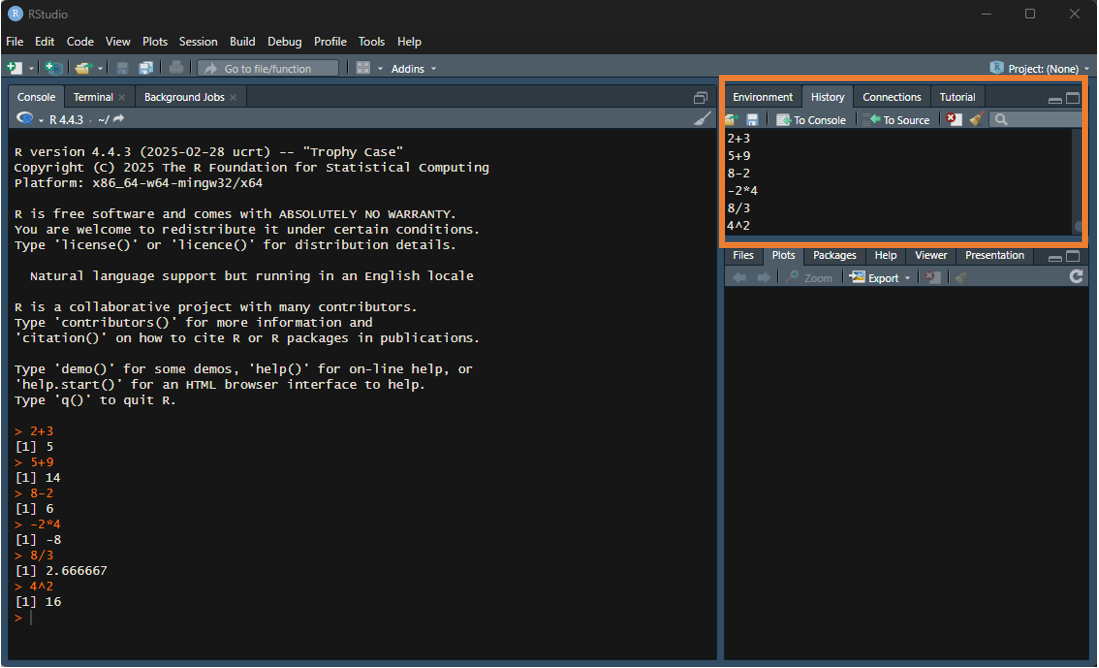 RStudio
File Edit Code View Plots Session Build Debug Profile Tools Help
Go to file/function Addins Project: (None)
Console Terminal Background Jobs
R 4.4.3 · ~/
R version 4.4.3 (2025-02-28 ucrt) -- "Trophy Case"
Copyright (C) 2025 The R Foundation for Statistical Computing
Platform: x86_64-w64-mingw32/x64
R is free software and comes with ABSOLUTELY NO WARRANTY.
You are welcome to redistribute it under certain conditions.
Type 'license()' or 'licence()' for distribution details.
Natural language support but running in an English locale
R is a collaborative project with many contributors.
Type 'contributors()' for more information and
'citation()' on how to cite R or R packages in publications.
Type 'demo()' for some demos, 'help()' for on-line help, or
'help.start()' for an HTML browser interface to help.
Type 'q()' to quit R.
> 2+3
[1] 5
> 5+9
[1] 14
> 8-2
[1] 6
> -2*4
[1] -8
> 8/3
[1] 2.666667
> 4^2
[1] 16
>
Environment History Connections Tutorial
To Console To Source
2+3
5+9
8-2
-2*4
8/3
4^2
Files Plots Packages Help Viewer Presentation
Zoom Export